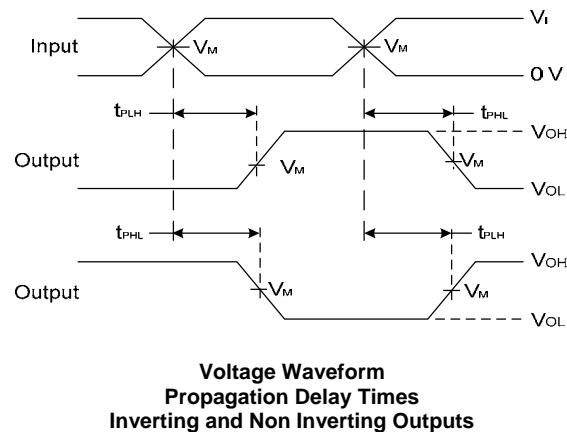 Input
VM
VM
VI
0 V
tPLH
tPHL
Output
VM
VM
VOH
VOL
tPHL
tPLH
Output
VM
VM
VOH
VOL
Voltage Waveform
Propagation Delay Times
Inverting and Non Inverting Outputs